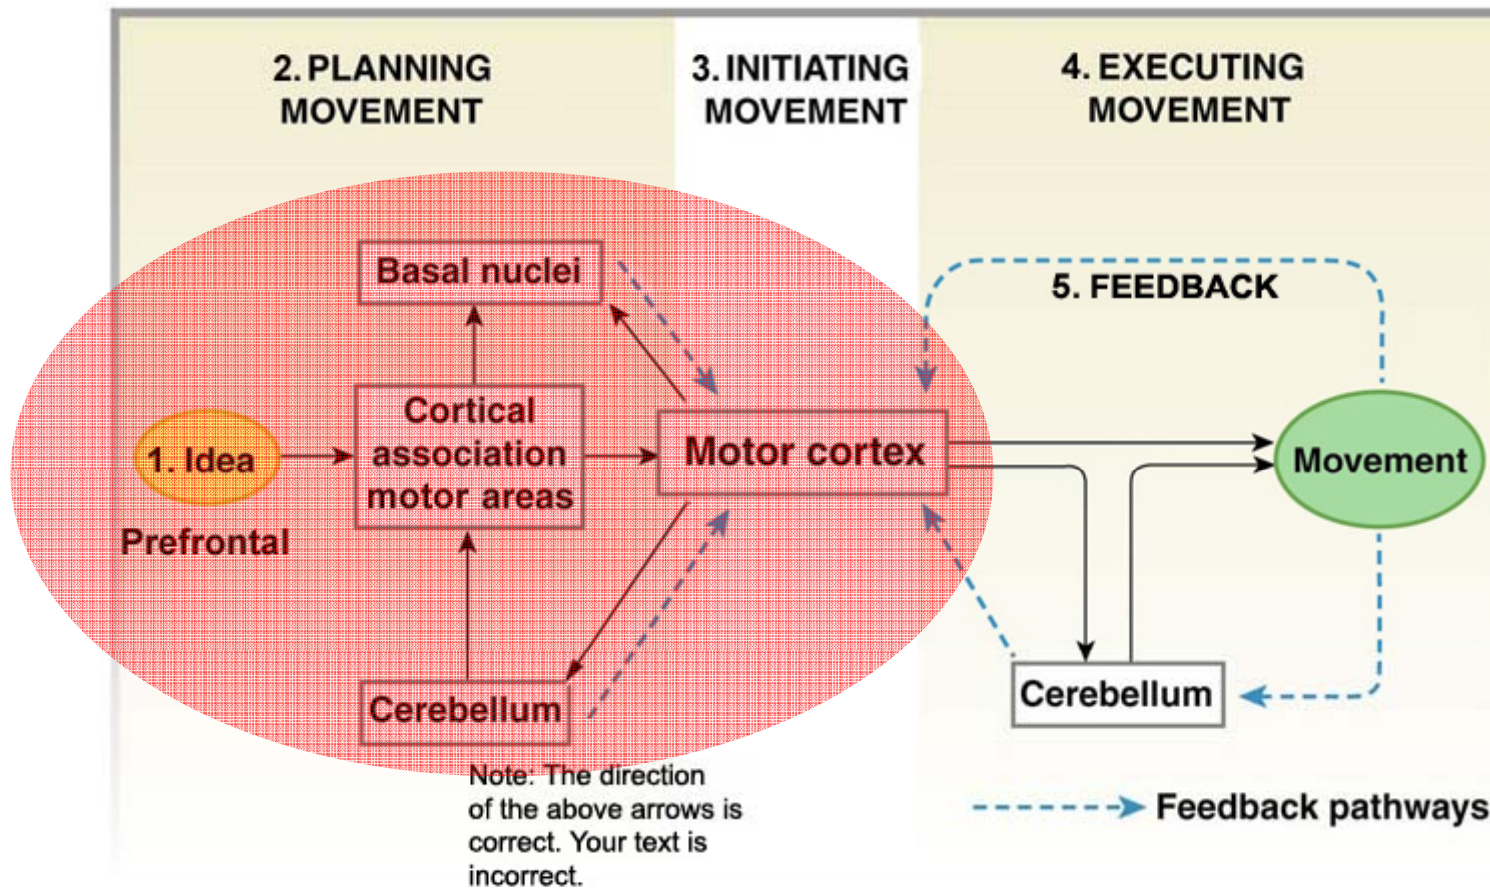 2. PLANNING
MOVEMENT
3. INITIATING
MOVEMENT
4. EXECUTING
MOVEMENT
Basal nuclei
5. FEEDBACK
1. Idea
Prefrontal
Cortical
association
motor areas
Motor cortex
Movement
Cerebellum
Cerebellum
Note: The direction
of the above arrows is
correct. Your text is
incorrect.
Feedback pathways